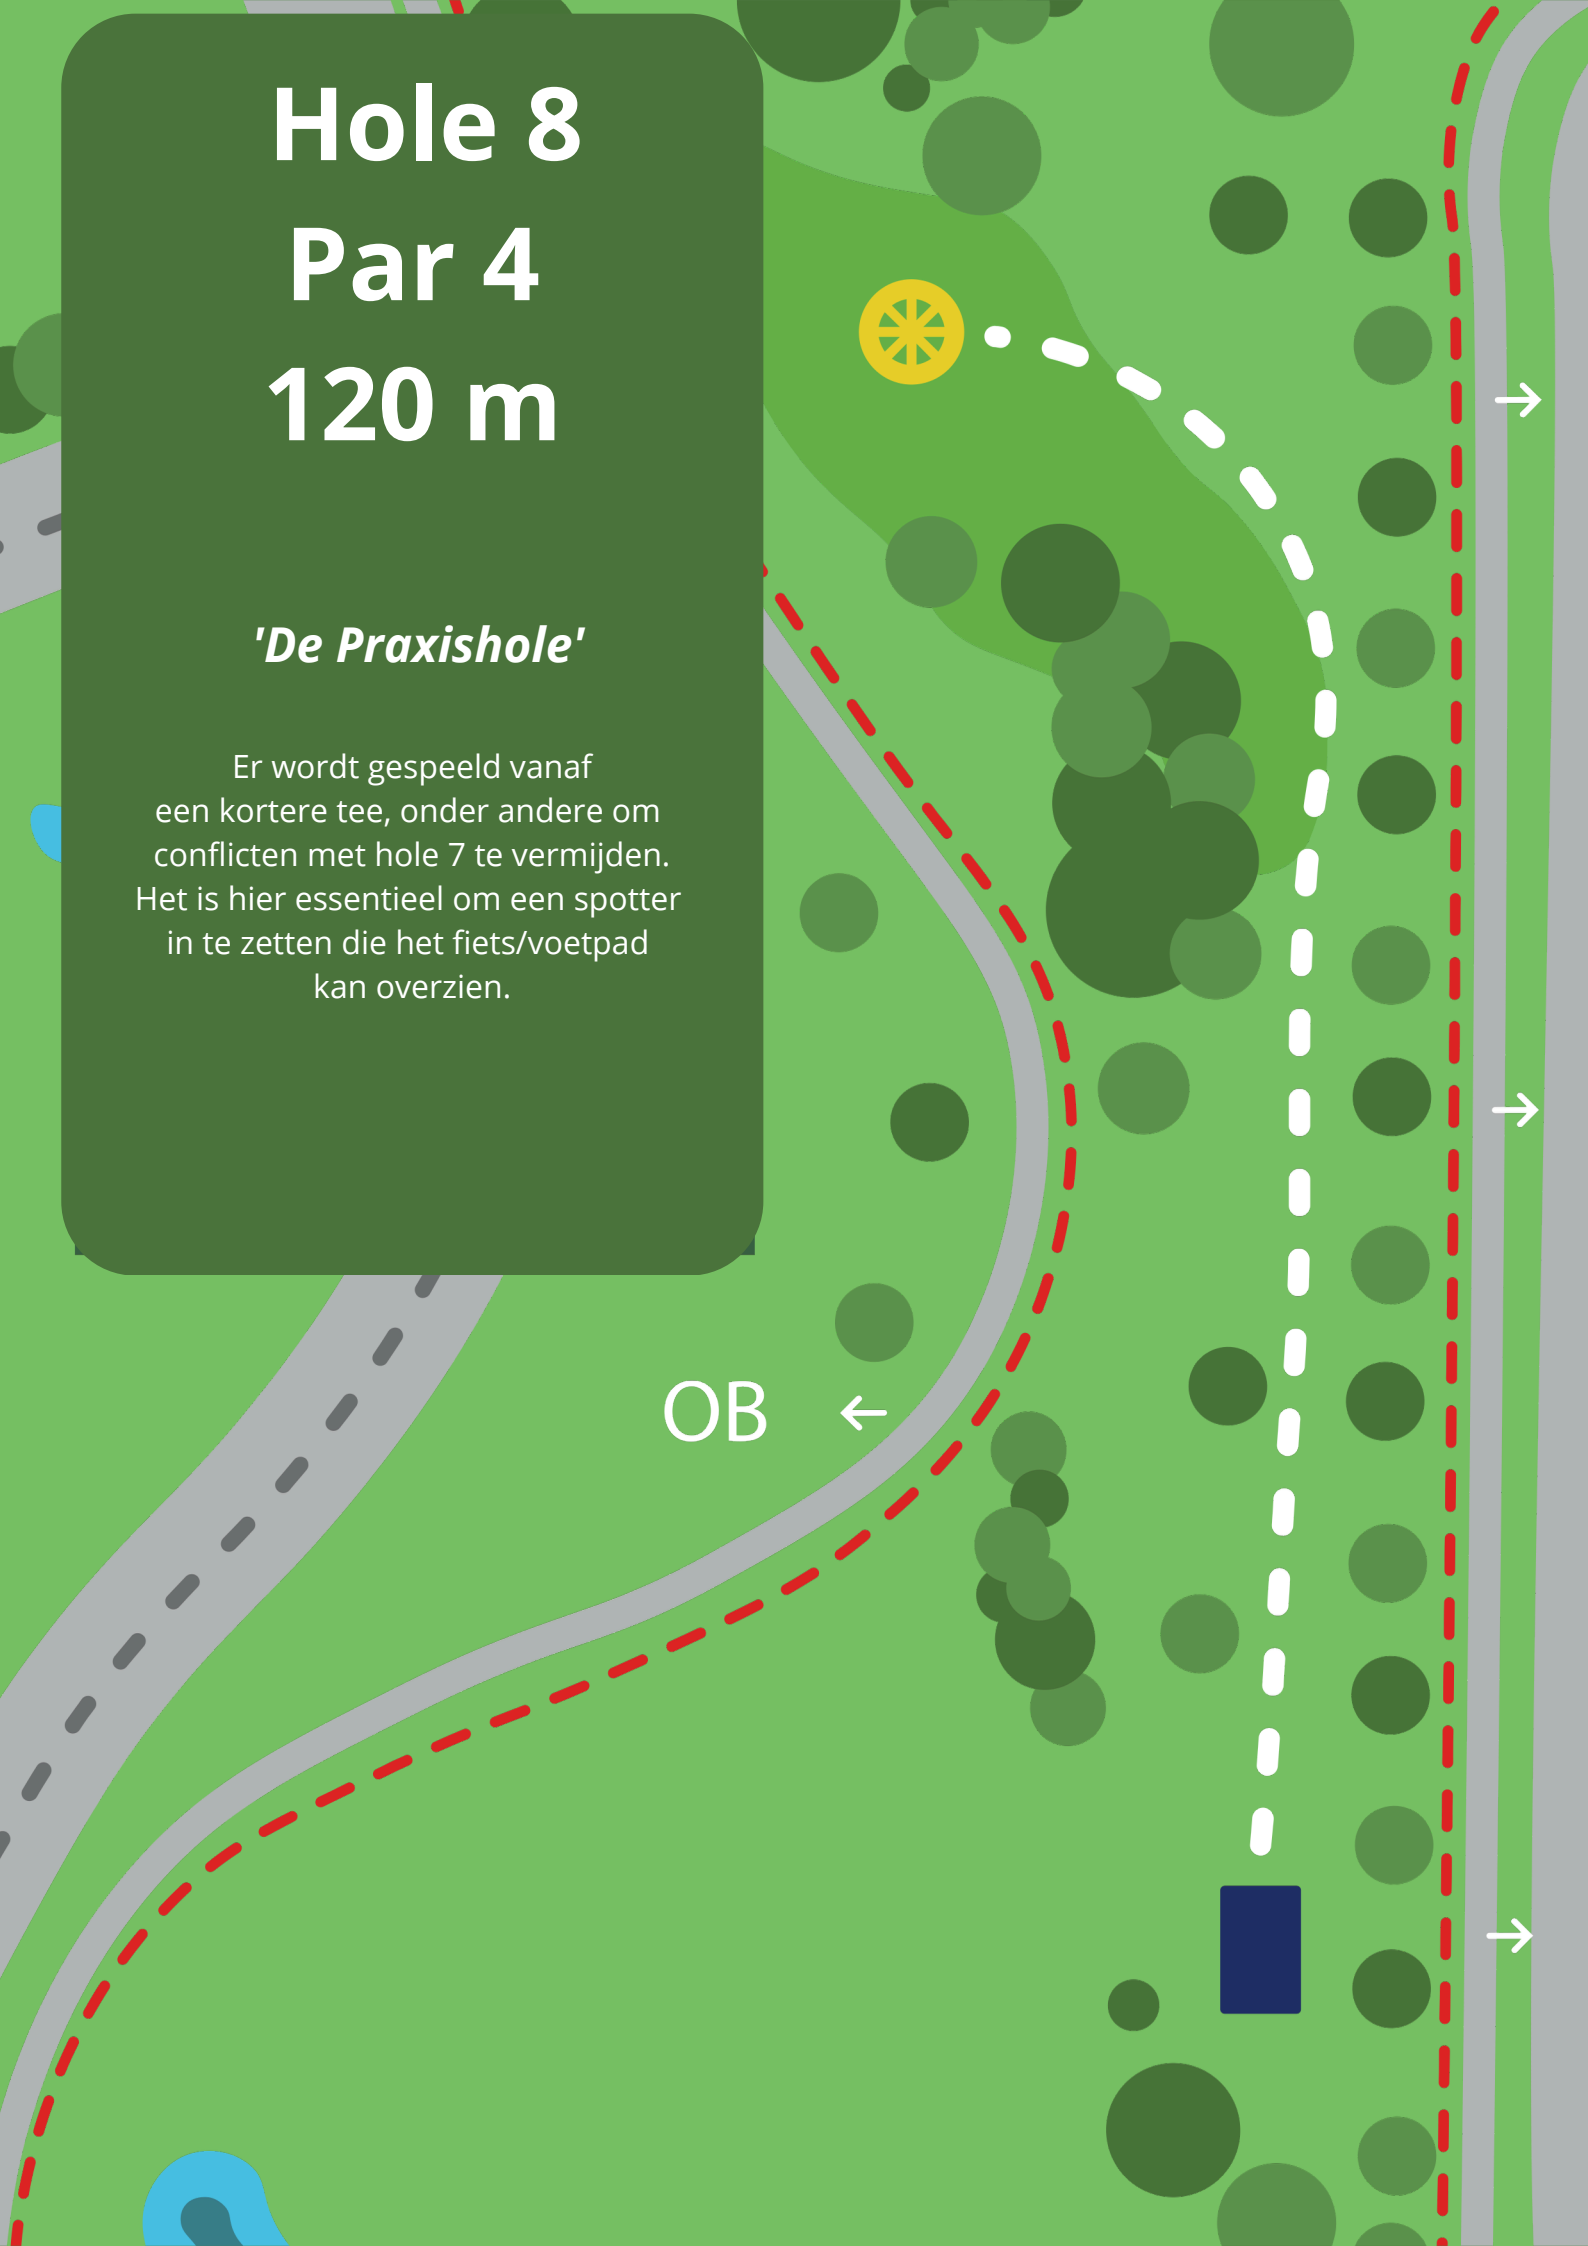 Hole 8
Par 4
120 m
'De Praxishole'
Er wordt gespeeld vanaf
een kortere tee, onder andere om
conflicten met hole 7 te vermijden.
Het is hier essentieel om een spotter
in te zetten die het fiets/voetpad
kan overzien.
OB